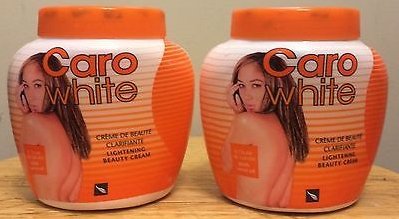 Caro
white
CRÈME DE BEAUTÉ
CLARIFIANTE
LIGHTENING
BEAUTY CREAM
Caro
white
CRÈME DE BEAUTÉ
CLARIFIANTE
LIGHTENING
BEAUTY CREAM